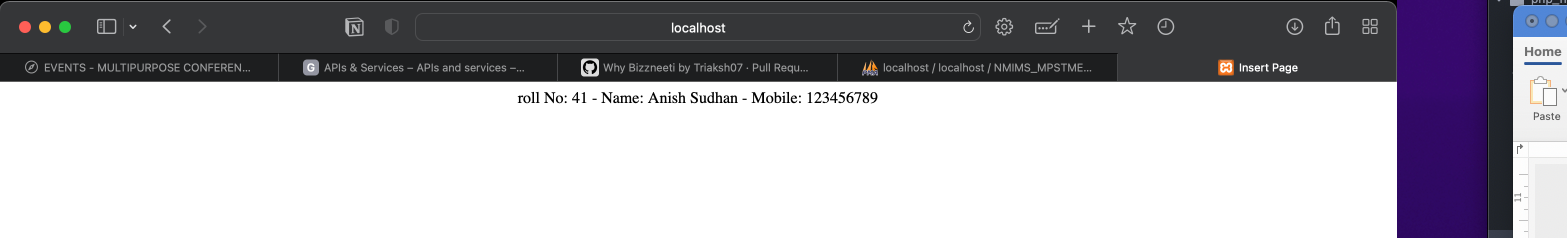 localhost
EVENTS - MULTIPURPOSE CONFEREN...
G APIs & Services – APIs and services –...
Why Bizzneeti by Triaksh07 · Pull Requ...
localhost / localhost / NMIMS_MPSTME...
Insert Page
roll No: 41 - Name: Anish Sudhan - Mobile: 123456789
Home
Paste
11